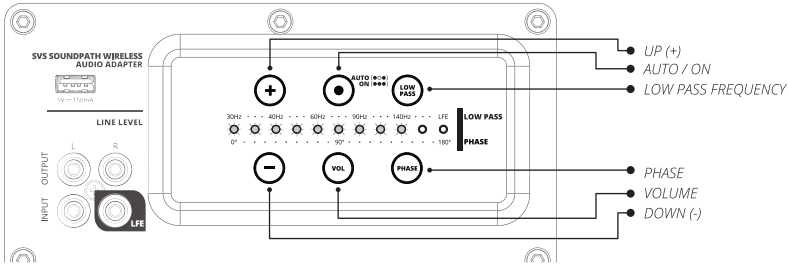 SVS SOUNDPATH WIRELESS
AUDIO ADAPTER
5V⎓150mA
LINE LEVEL
L R
OUTPUT
INPUT
LFE
+
AUTO [●○●]
ON [●●●]
LOW
PASS
30Hz · · · 40Hz · · · 60Hz · · · 90Hz · · · 140Hz · · · LFE
LOW PASS
0° · · · · · 90° · · · · · 180°
PHASE
−
VOL
PHASE
UP (+)
AUTO / ON
LOW PASS FREQUENCY
PHASE
VOLUME
DOWN (-)